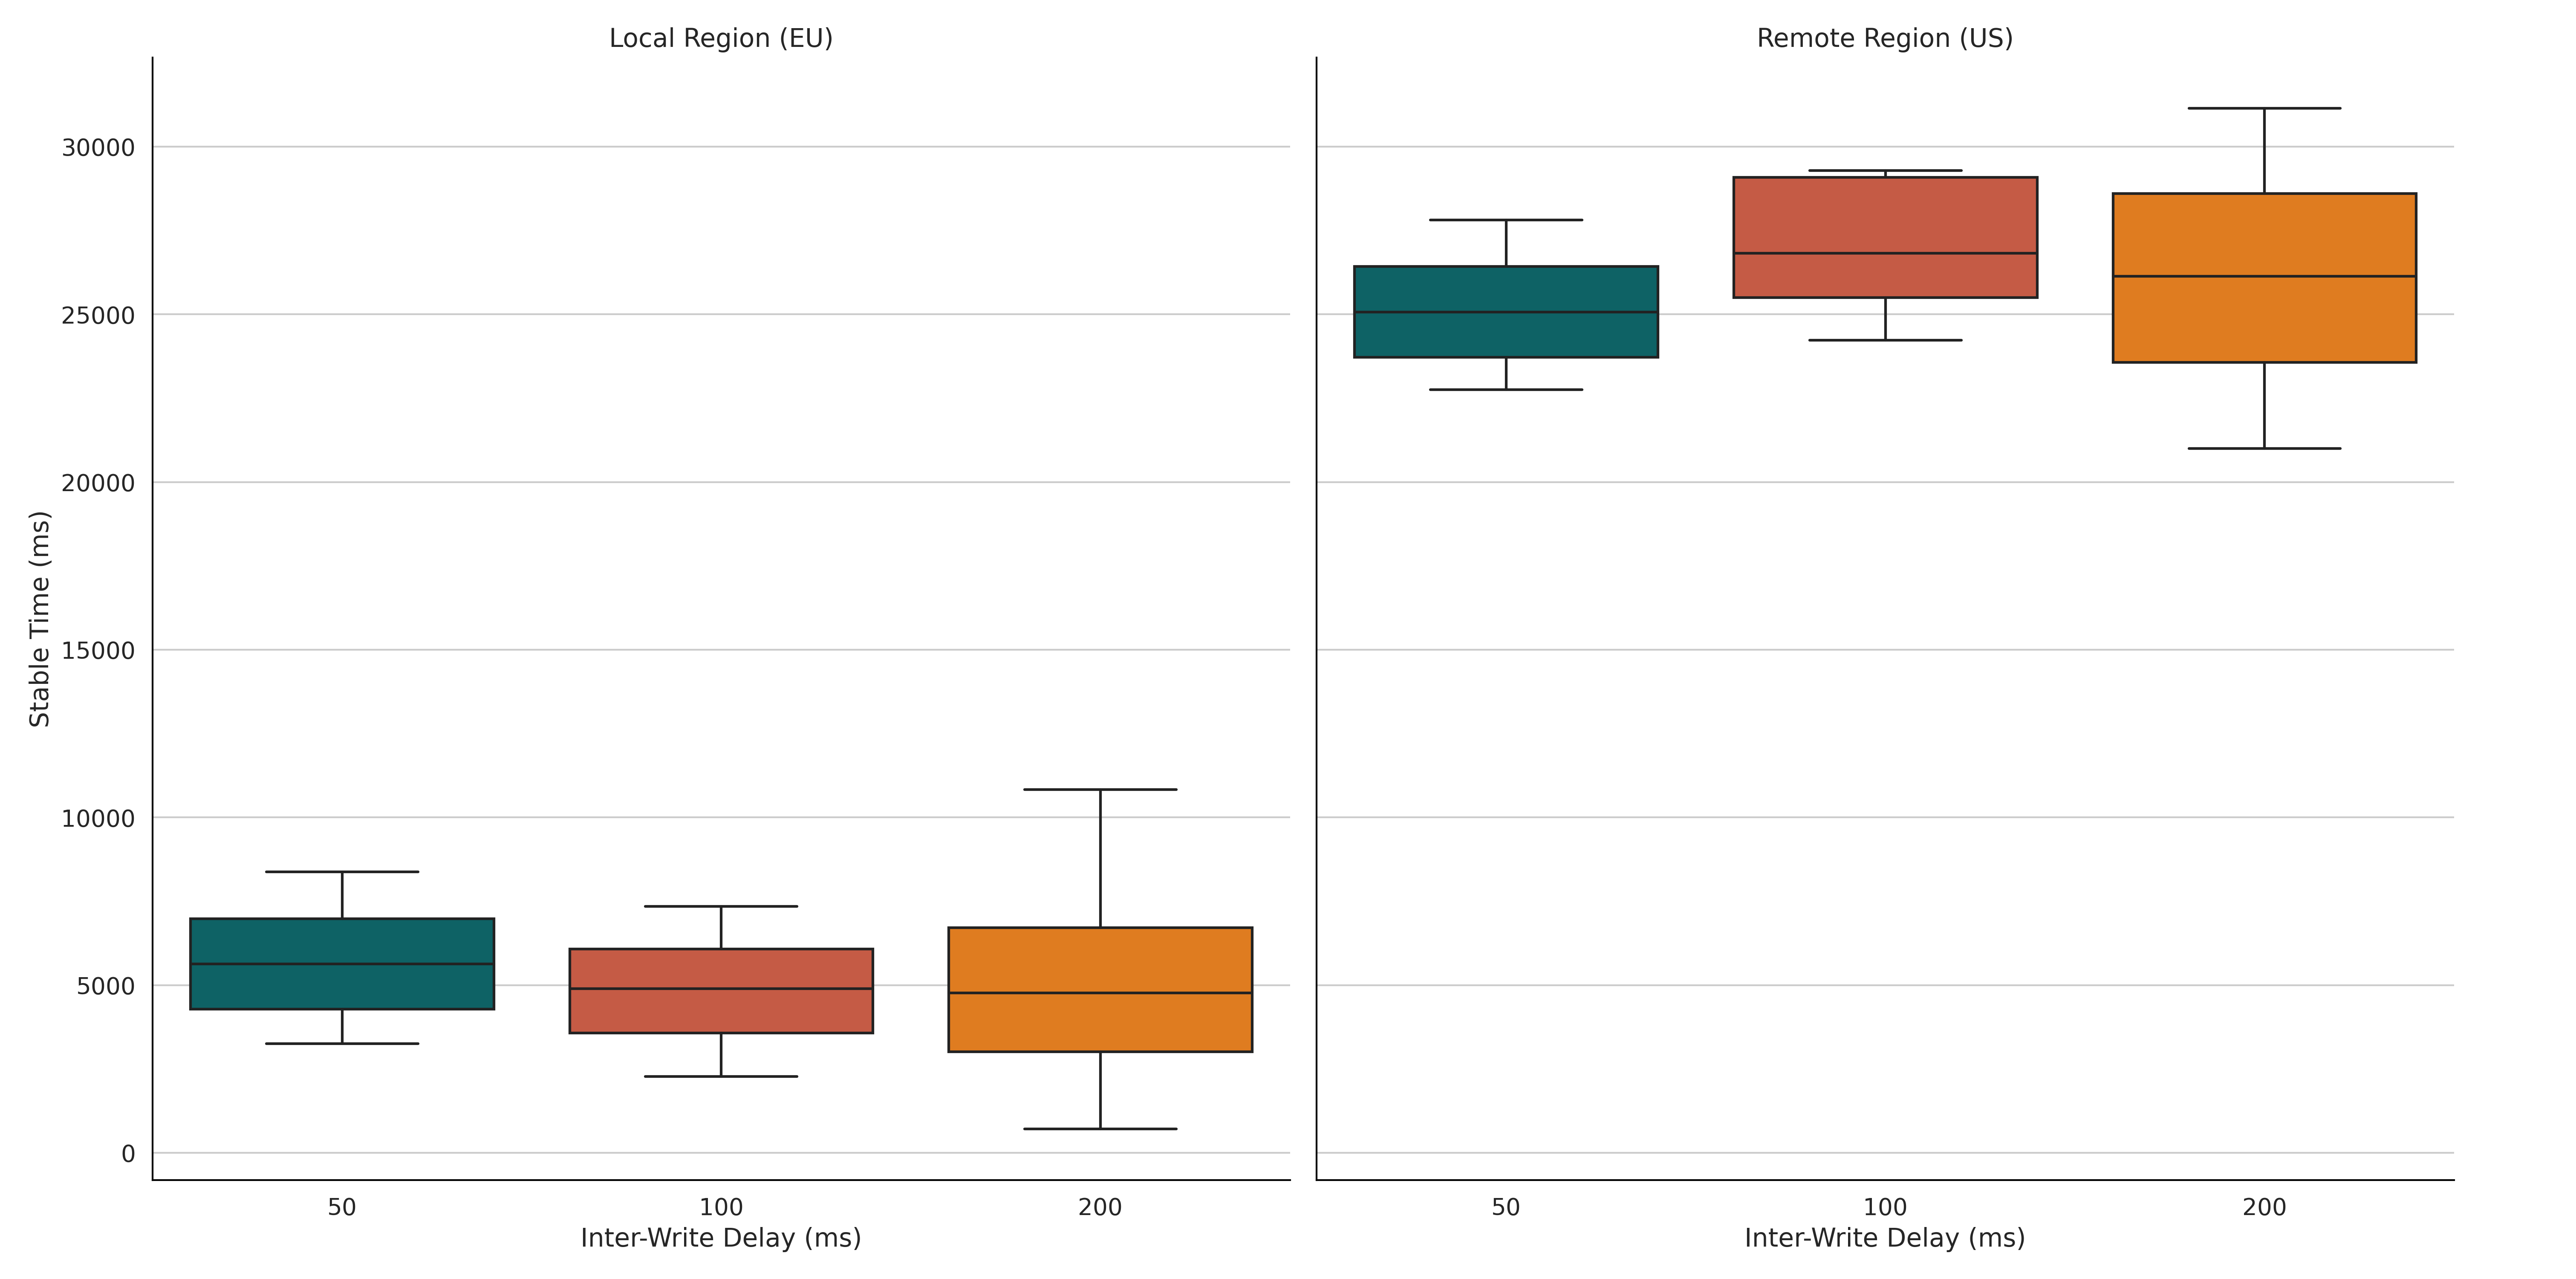 Local Region (EU)
Remote Region (US)
Stable Time (ms)
30000
25000
20000
15000
10000
5000
0
50
100
200
50
100
200
Inter-Write Delay (ms)
Inter-Write Delay (ms)